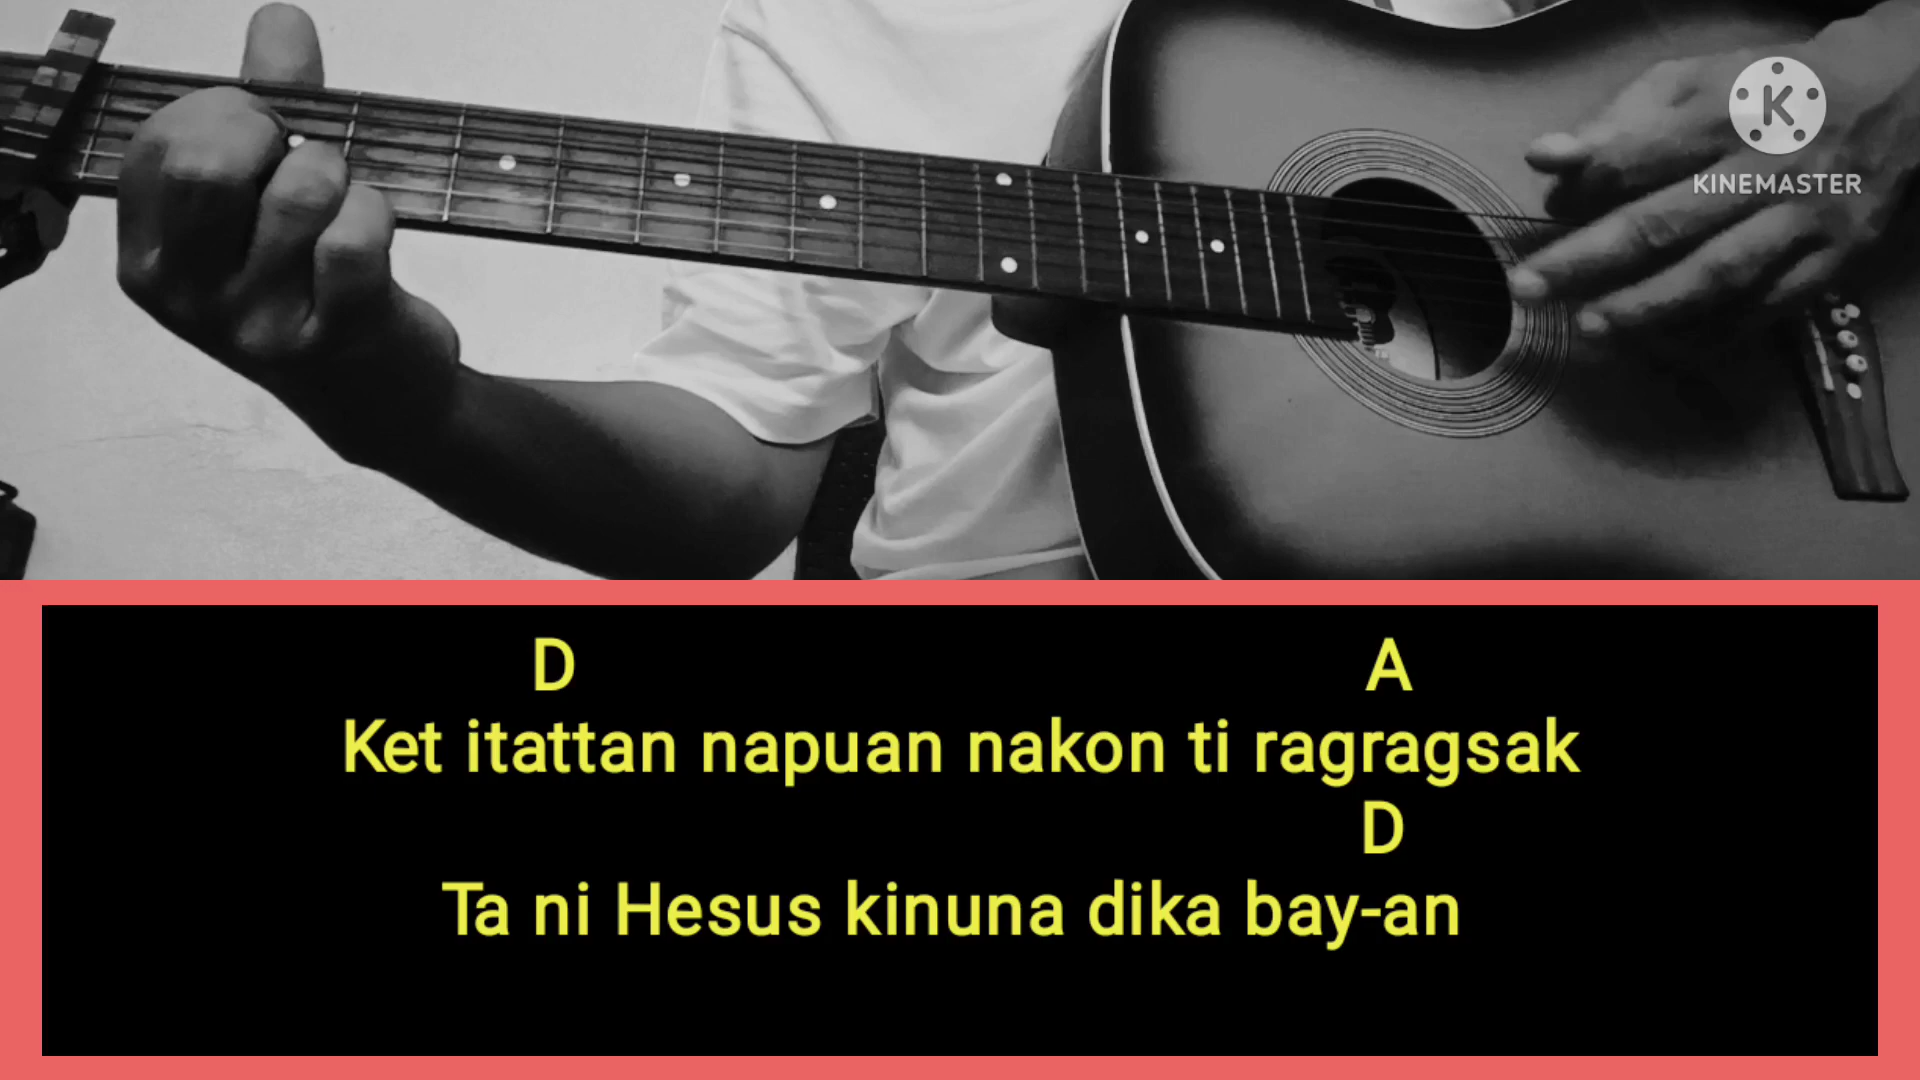 KINEMASTER
D A
Ket itattan napuan nakon ti ragragsak
D
Ta ni Hesus kinuna dika bay-an